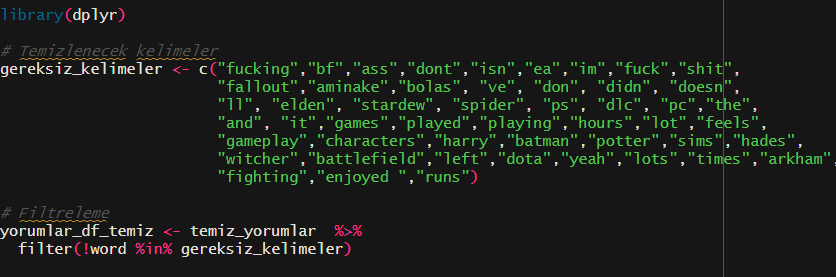 library(dplyr)
# Temizlenecek kelimeler
gereksiz_kelimeler <- c("fucking","bf","ass","dont","isn","ea","im","fuck","shit",
"fallout","aminake","bolas", "ve", "don", "didn", "doesn",
"ll", "elden", "stardew", "spider", "ps", "dlc", "pc","the",
"and", "it","games","played","playing","hours","lot","feels",
"gameplay","characters","harry","batman","potter","sims","hades",
"witcher","battlefield","left","dota","yeah","lots","times","arkham",
"fighting","enjoyed ","runs")
# Filtreleme
yorumlar_df_temiz <- temiz_yorumlar  %>%
filter(!word %in% gereksiz_kelimeler)